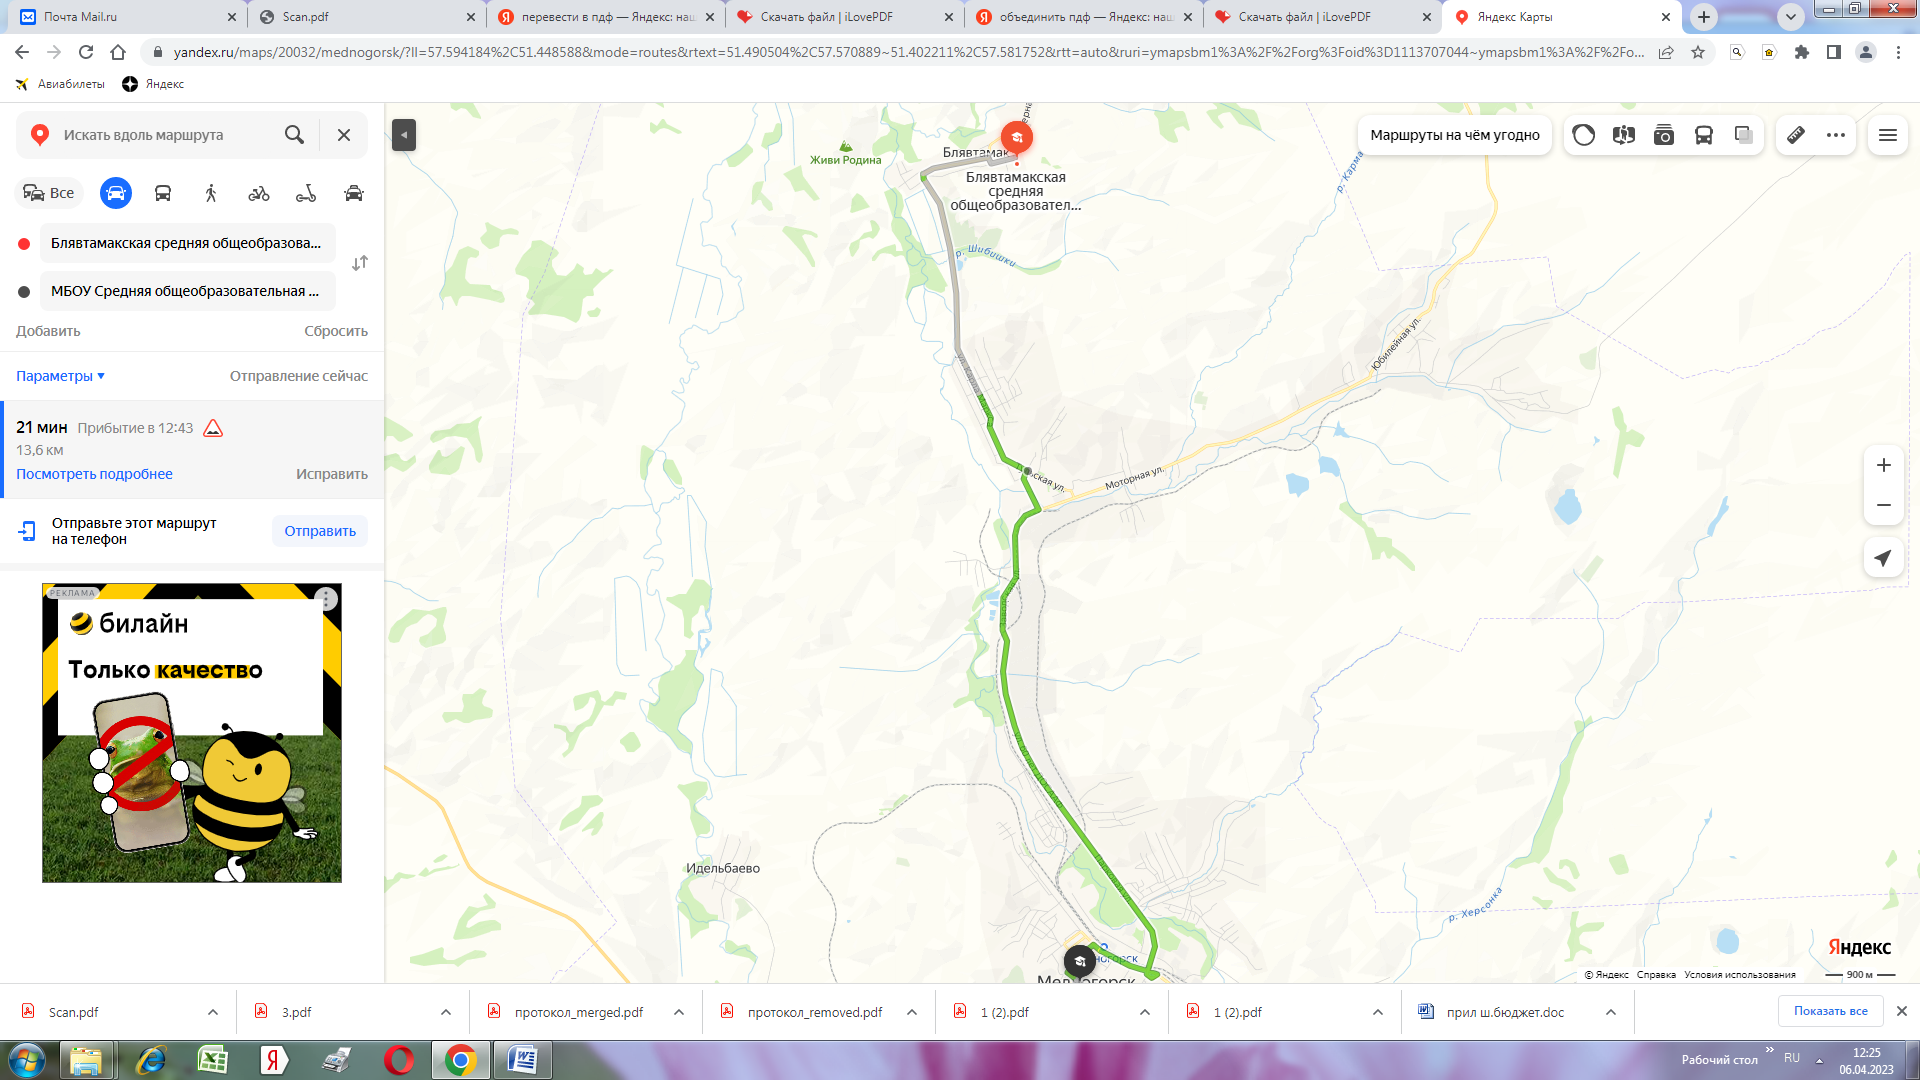 Почта Mail.ru
Scan.pdf
перевести в пдф — Яндекс: наш
Скачать файл | iLovePDF
объединить пдф — Яндекс: наш
Скачать файл | iLovePDF
Яндекс Карты
yandex.ru/maps/20032/mednogorsk/?ll=57.594184%2C51.448588&mode=routes&rtext=51.490504%2C57.570889~51.402211%2C57.581752&rtt=auto&ruri=ymapsbm1%3A%2F%2Forg%3Foid%3D1113707044~ymapsbm1%3A%2F%2Fo...
Авиабилеты
Яндекс
Искать вдоль маршрута
Все
Блявтамакская средняя общеобразова...
МБОУ Средняя общеобразовательная ...
Добавить
Сбросить
Параметры
Отправление сейчас
21 мин Прибытие в 12:43
13,6 км
Посмотреть подробнее
Исправить
Отправьте этот маршрут
на телефон
Отправить
РЕКЛАМА
билайн
Только качество
Маршруты на чём угодно
Живи Родина
Блявтамак
Блявтамакская
средняя
общеобразовател...
р. Шибишки
р. Карма
Юбилейная ул.
Моторная ул.
ская ул.
Идельбаево
р. Херсонка
Яндекс
© Яндекс Справка Условия использования
900 м
Scan.pdf
3.pdf
протокол_merged.pdf
протокол_removed.pdf
1 (2).pdf
1 (2).pdf
прил ш.бюджет.doc
Показать все
Рабочий стол
RU
12:25
06.04.2023